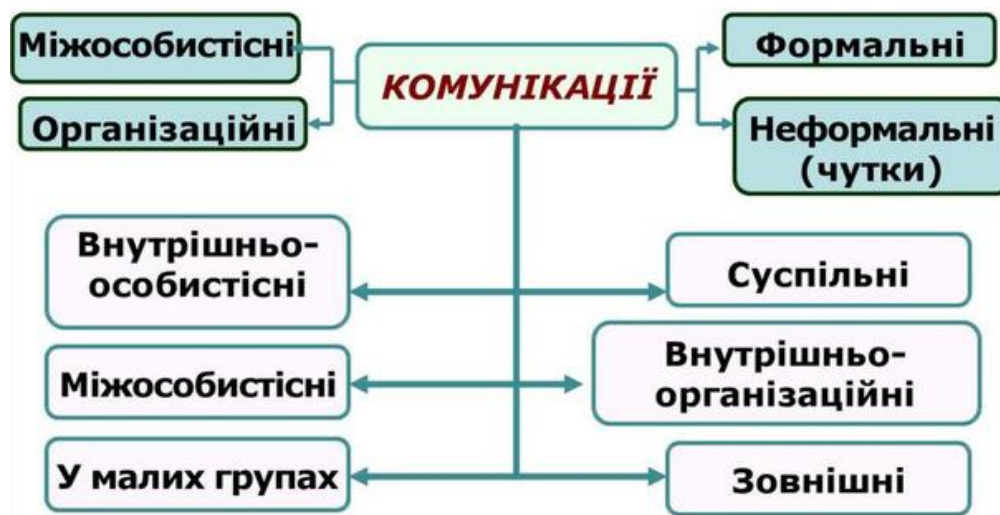 Міжособистісні
Організаційні
КОМУНІКАЦІЇ
Формальні
Неформальні
(чутки)
Внутрішньо-
особистісні
Суспільні
Міжособистісні
Внутрішньо-
організаційні
У малих групах
Зовнішні